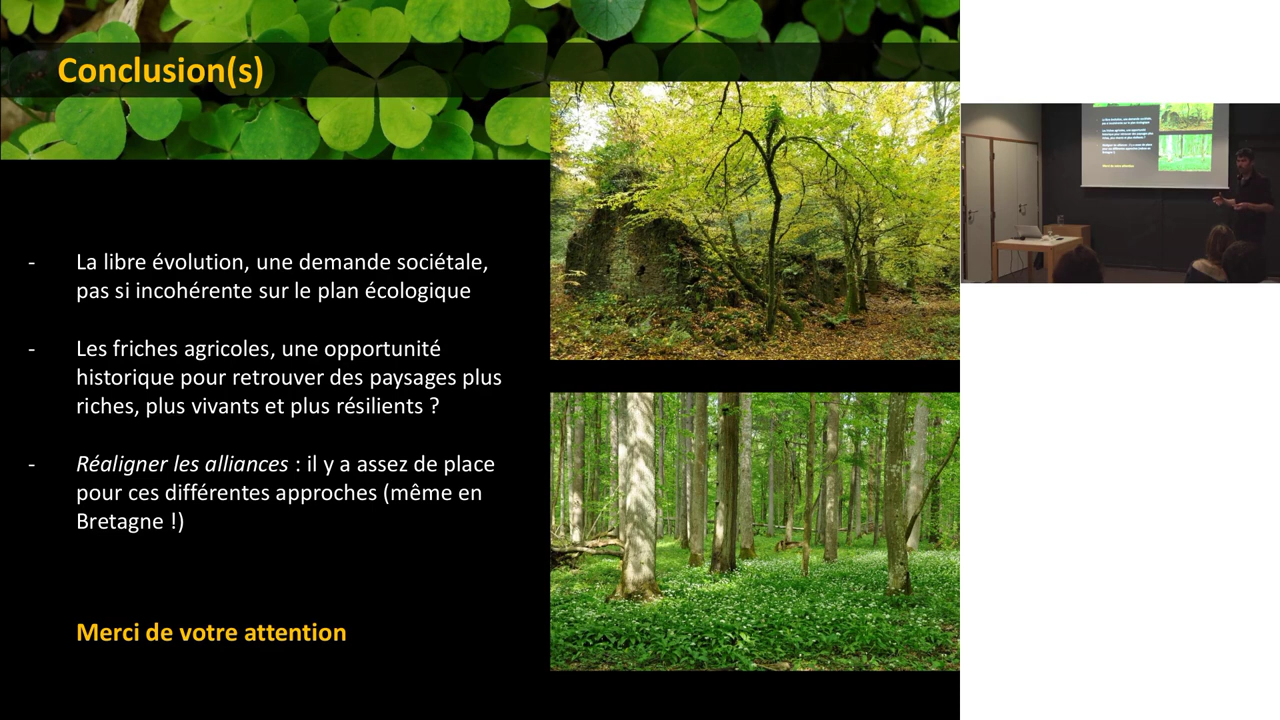 Conclusion(s)
- La libre évolution, une demande sociétale,
pas si incohérente sur le plan écologique
- Les friches agricoles, une opportunité
historique pour retrouver des paysages plus
riches, plus vivants et plus résilients ?
- Réaligner les alliances : il y a assez de place
pour ces différentes approches (même en
Bretagne !)
Merci de votre attention